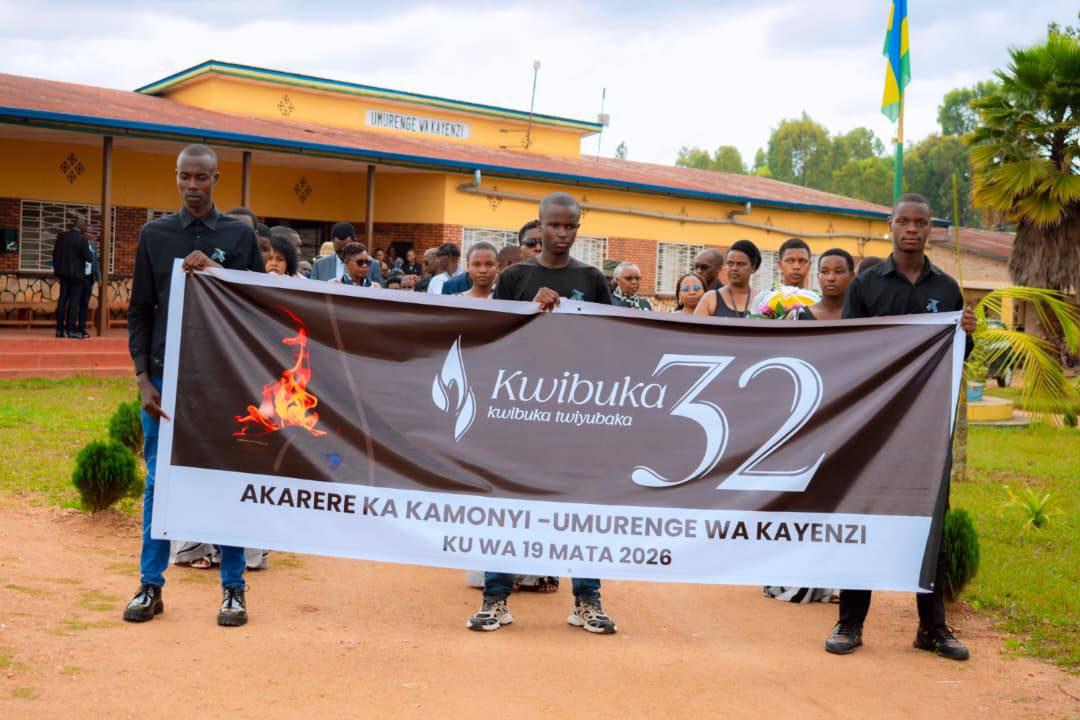 UMURENGE WA KAYENZI
Kwibuka 32
kwibuka twiyubaka
AKARERE KA KAMONYI -UMURENGE WA KAYENZI
KU WA 19 MATA 2026